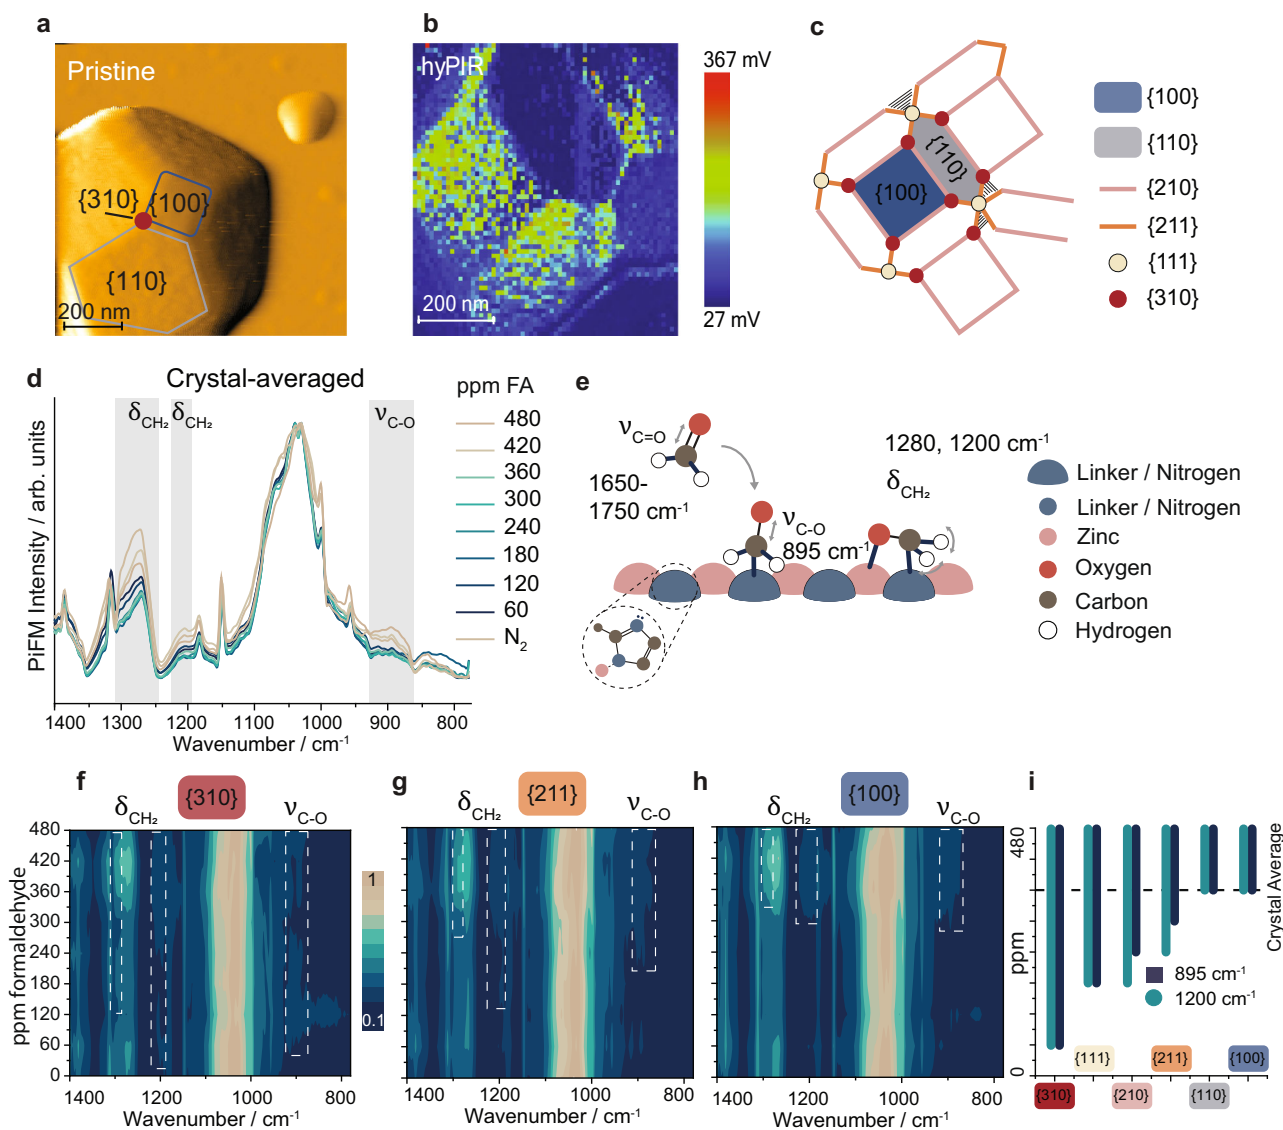 a
Pristine
{310}
{100}
{110}
200 nm
b
hyPIR
200 nm
367 mV
27 mV
c
{110}
{100}
{100}
{110}
{210}
{211}
{111}
{310}
d
Crystal-averaged
δCH₂ δCH₂
νC-O
PiFM Intensity / arb. units
1400 1300 1200 1100 1000 900 800
Wavenumber / cm⁻¹
ppm FA
480
420
360
300
240
180
120
60
N₂
e
νC=O
1650-
1750 cm⁻¹
νC-O
895 cm⁻¹
1280, 1200 cm⁻¹
δCH₂
Linker / Nitrogen
Linker / Nitrogen
Zinc
Oxygen
Carbon
Hydrogen
f
{310}
δCH₂
νC-O
ppm formaldehyde
480
420
360
300
240
180
120
60
0
1400 1200 1000 800
Wavenumber / cm⁻¹
1
0.1
g
{211}
δCH₂
νC-O
1400 1200 1000 800
Wavenumber / cm⁻¹
h
{100}
δCH₂
νC-O
1400 1200 1000 800
Wavenumber / cm⁻¹
i
480
ppm
0
Crystal Average
895 cm⁻¹
1200 cm⁻¹
{111} {211} {100}
{310} {210} {110}